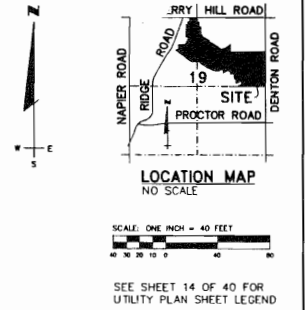 N
W E
S
RRY HILL ROAD
NAPIER ROAD
RIDGE ROAD
19
DENTON ROAD
SITE
N
PROCTOR ROAD
LOCATION MAP
NO SCALE
SCALE: ONE INCH = 40 FEET
40 30 20 10 0 40 80
SEE SHEET 14 OF 40 FOR
UTILITY PLAN SHEET LEGEND